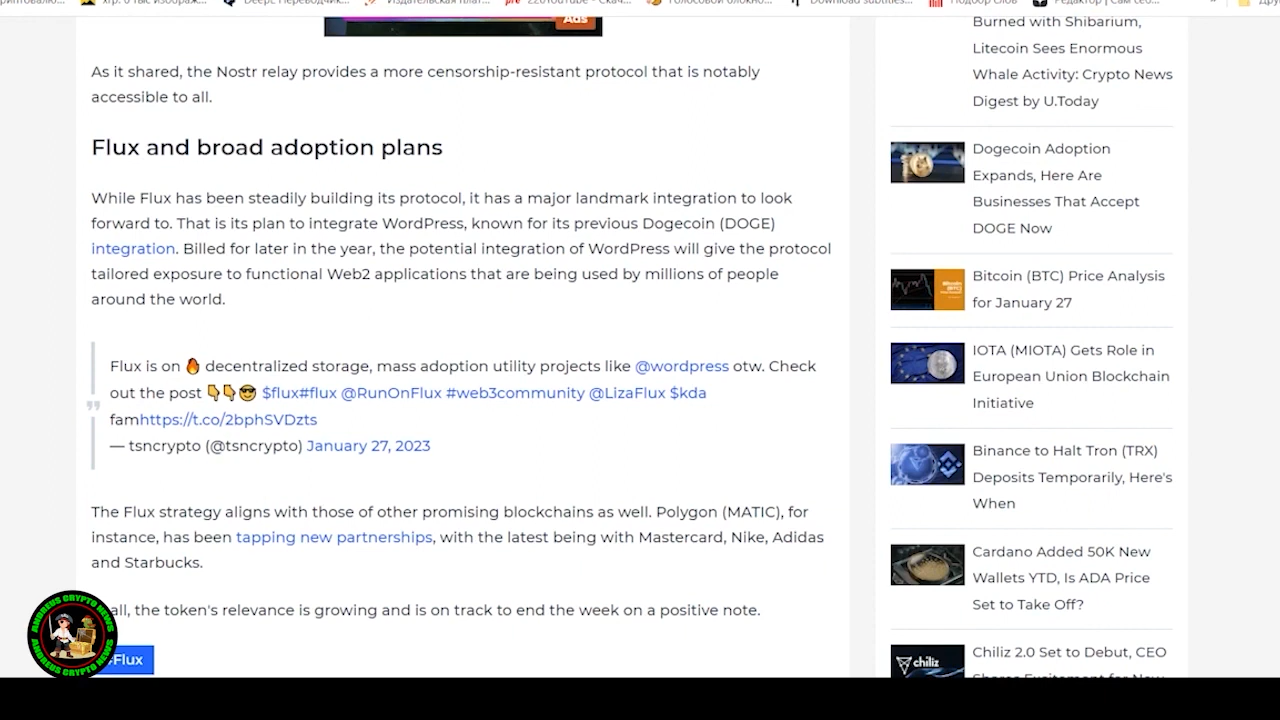 Ads
As it shared, the Nostr relay provides a more censorship-resistant protocol that is notably
accessible to all.
Flux and broad adoption plans
While Flux has been steadily building its protocol, it has a major landmark integration to look
forward to. That is its plan to integrate WordPress, known for its previous Dogecoin (DOGE)
integration. Billed for later in the year, the potential integration of WordPress will give the protocol
tailored exposure to functional Web2 applications that are being used by millions of people
around the world.
Flux is on 🔥 decentralized storage, mass adoption utility projects like @wordpress otw. Check
out the post 👇👇😎 $flux#flux @RunOnFlux #web3community @LizaFlux $kda
famhttps://t.co/2bphSVDzts
— tsncrypto (@tsncrypto) January 27, 2023
The Flux strategy aligns with those of other promising blockchains as well. Polygon (MATIC), for
instance, has been tapping new partnerships, with the latest being with Mastercard, Nike, Adidas
and Starbucks.
all, the token's relevance is growing and is on track to end the week on a positive note.
Flux
ANDREUS CRYPTO NEWS
ANDREUS CRYPTO NEWS
Burned with Shibarium,
Litecoin Sees Enormous
Whale Activity: Crypto News
Digest by U.Today
Dogecoin Adoption
Expands, Here Are
Businesses That Accept
DOGE Now
Bitcoin (BTC) Price Analysis
for January 27
IOTA (MIOTA) Gets Role in
European Union Blockchain
Initiative
Binance to Halt Tron (TRX)
Deposits Temporarily, Here's
When
Cardano Added 50K New
Wallets YTD, Is ADA Price
Set to Take Off?
chiliz
Chiliz 2.0 Set to Debut, CEO